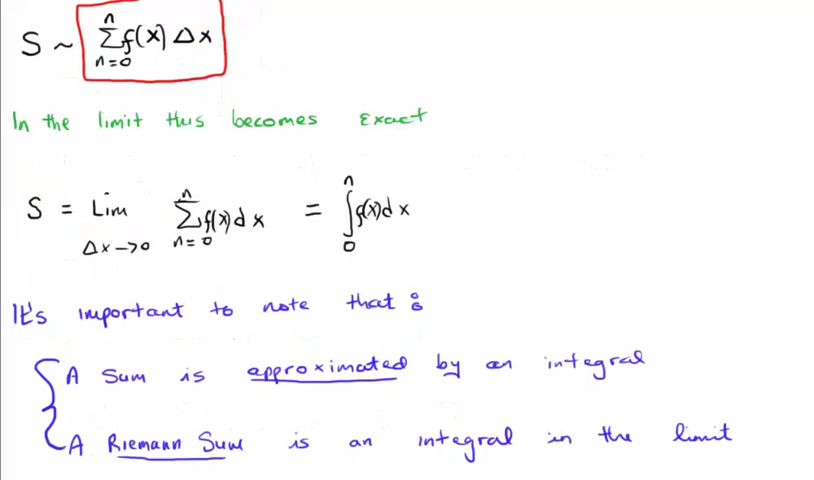 S ~ n∑n=0 f(x) Δx
In the limit this becomes exact
S = Lim Δx→0 n∑n=0 f(x)dx = n∫0 f(x)dx
It's important to note that :
A Sum is approximated by an integral
A Riemann Sum is an integral in the limit